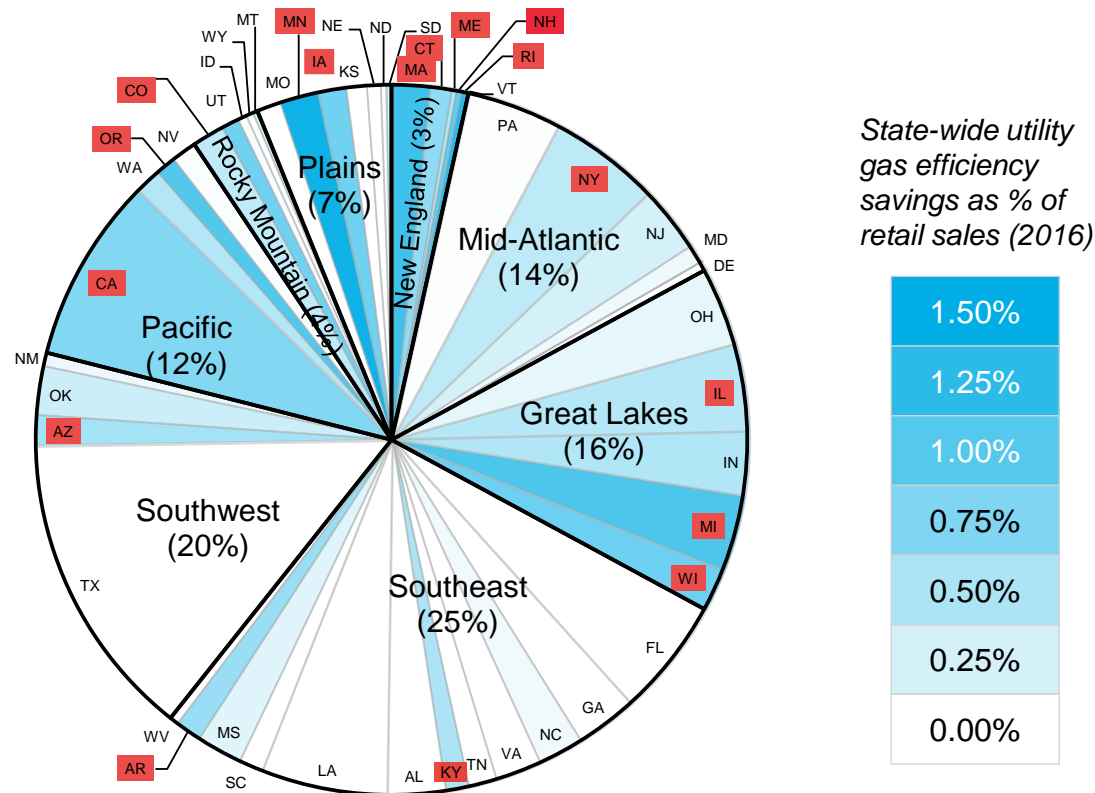 MT
MN
NE
ND
SD
ME
NH
WY
CT
RI
ID
IA
KS
MA
VT
CO
UT
MO
OR
NV
WA
PA
Rocky Mountain (4%)
Plains
(7%)
New England (3%)
NY
Mid-Atlantic
(14%)
NJ
MD
DE
CA
Pacific
(12%)
OH
NM
OK
AZ
IL
Great Lakes
(16%)
IN
MI
WI
Southwest
(20%)
TX
Southeast
(25%)
FL
GA
NC
VA
TN
KY
AL
LA
SC
MS
WV
AR
State-wide utility
gas efficiency
savings as % of
retail sales (2016)
1.50%
1.25%
1.00%
0.75%
0.50%
0.25%
0.00%